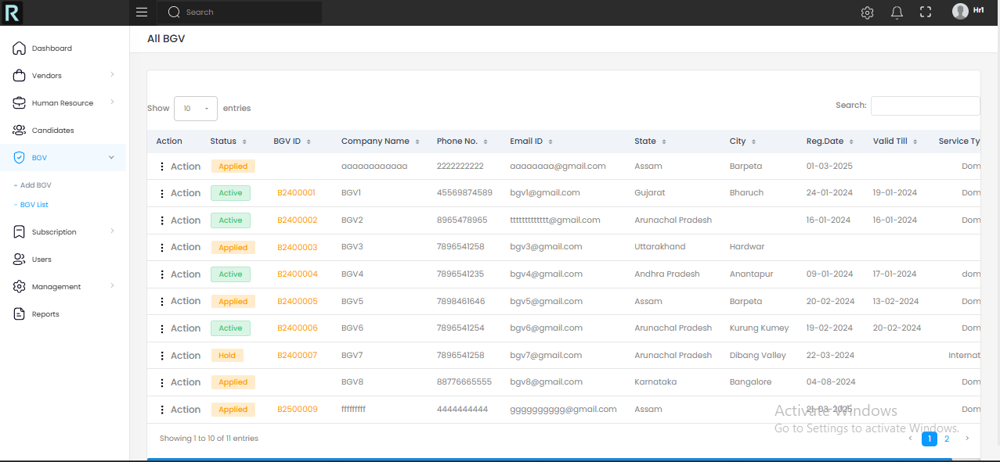 R
Search
Hr1
All BGV
Dashboard
Vendors
Human Resource
Candidates
BGV
- Add BGV
- BGV List
Subscription
Users
Management
Reports
Show 10 entries
Search:
Action Status BGV ID Company Name Phone No. Email ID State City Reg.Date Valid Till Service Ty
Action Applied aaaaaaaaaaaa 2222222222 aaaaaaaa@gmail.com Assam Barpeta 01-03-2025 Dom
Action Active B2400001 BGV1 45569874589 bgv1@gmail.com Gujarat Bharuch 24-01-2024 19-01-2024 Dom
Action Active B2400002 BGV2 8965478965 ttttttttttttt@gmail.com Arunachal Pradesh 16-01-2024 16-01-2024 Dom
Action Applied B2400003 BGV3 7896541258 bgv3@gmail.com Uttarakhand Hardwar Dom
Action Active B2400004 BGV4 7896541235 bgv4@gmail.com Andhra Pradesh Anantapur 09-01-2024 17-01-2024 dom
Action Applied B2400005 BGV5 7898461646 bgv5@gmail.com Assam Barpeta 20-02-2024 13-02-2024 Dom
Action Active B2400006 BGV6 7896541254 bgv6@gmail.com Arunachal Pradesh Kurung Kumey 19-02-2024 20-02-2024 Dom
Action Hold B2400007 BGV7 7896541258 bgv7@gmail.com Arunachal Pradesh Dibang Valley 22-03-2024 Internat
Action Applied BGV8 88776665555 bgv8@gmail.com Karnataka Bangalore 04-08-2024 Dom
Action Applied B2500009 fffffffff 4444444444 gggggggggg@gmail.com Assam 21-03-2025 Dom
Activate Windows
Go to Settings to activate Windows.
Showing 1 to 10 of 11 entries
< 1 2 >